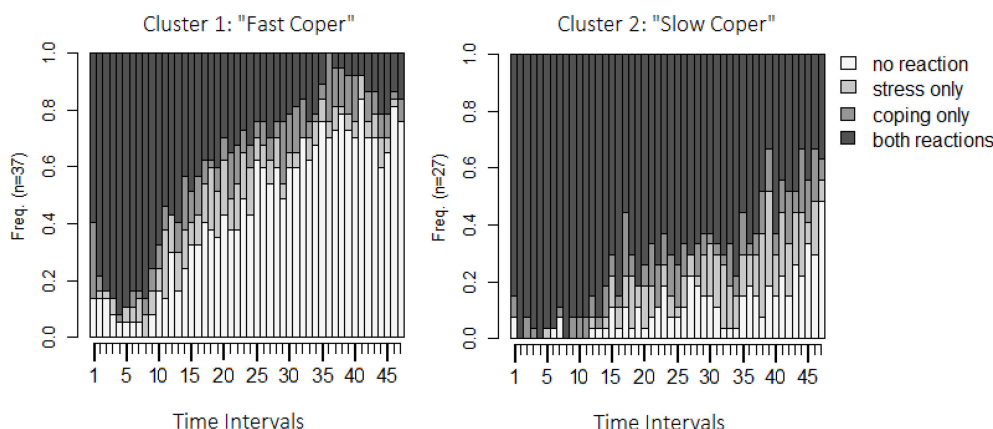 Cluster 1: "Fast Coper"
Freq. (n=37)
0.0 0.2 0.4 0.6 0.8 1.0
1 5 10 15 20 25 30 35 40 45
Time Intervals
Cluster 2: "Slow Coper"
Freq. (n=27)
0.0 0.2 0.4 0.6 0.8 1.0
1 5 10 15 20 25 30 35 40 45
Time Intervals
no reaction
stress only
coping only
both reactions